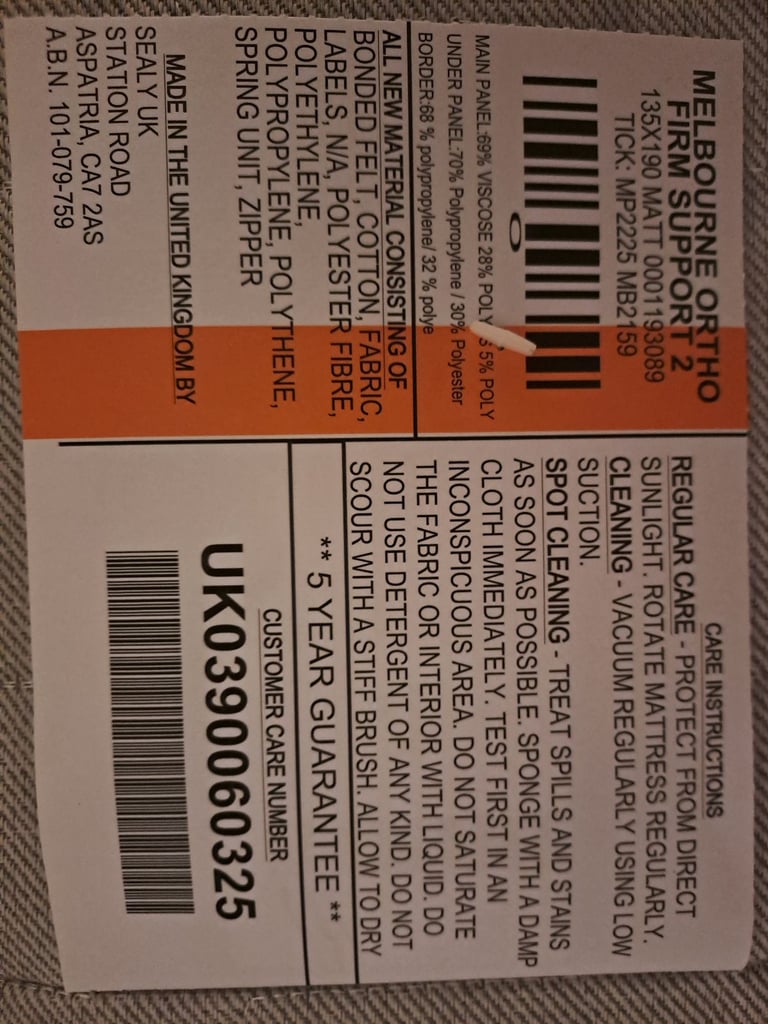 MELBOURNE ORTHO
FIRM SUPPORT 2
135X190 MATT 0001193089
TICK: MP2225 MB2159
0
MAIN PANEL:69% VISCOSE 28% POLY 5% POLY
UNDER PANEL:70% Polypropylene / 30% Polyester
BORDER:68 % polypropylene/ 32 % polye
ALL NEW MATERIAL CONSISTING OF
BONDED FELT, COTTON, FABRIC,
LABELS, N/A, POLYESTER FIBRE,
POLYETHYLENE,
POLYPROPYLENE, POLYTHENE,
SPRING UNIT, ZIPPER
MADE IN THE UNITED KINGDOM BY
SEALY UK
STATION ROAD
ASPATRIA, CA7 2AS
A.B.N. 101-079-759
CARE INSTRUCTIONS
REGULAR CARE - PROTECT FROM DIRECT
SUNLIGHT. ROTATE MATTRESS REGULARLY.
CLEANING - VACUUM REGULARLY USING LOW
SUCTION.
SPOT CLEANING - TREAT SPILLS AND STAINS
AS SOON AS POSSIBLE. SPONGE WITH A DAMP
CLOTH IMMEDIATELY. TEST FIRST IN AN
INCONSPICUOUS AREA. DO NOT SATURATE
THE FABRIC OR INTERIOR WITH LIQUID. DO
NOT USE DETERGENT OF ANY KIND. DO NOT
SCOUR WITH A STIFF BRUSH. ALLOW TO DRY
** 5 YEAR GUARANTEE **
CUSTOMER CARE NUMBER
UK03900060325